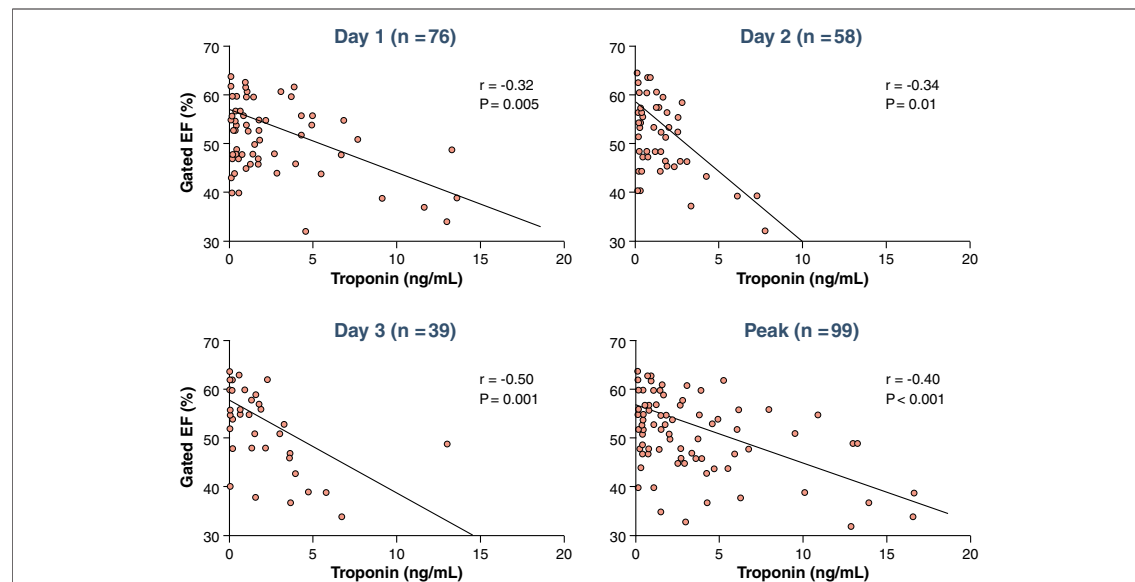 Day 1 (n = 76)
70
60
50
40
30
Gated EF (%)
r = -0.32
P = 0.005
0 5 10 15 20
Troponin (ng/mL)
Day 2 (n = 58)
70
60
50
40
30
r = -0.34
P = 0.01
0 5 10 15 20
Troponin (ng/mL)
Day 3 (n = 39)
70
60
50
40
30
Gated EF (%)
r = -0.50
P = 0.001
0 5 10 15 20
Troponin (ng/mL)
Peak (n = 99)
70
60
50
40
30
r = -0.40
P < 0.001
0 5 10 15 20
Troponin (ng/mL)